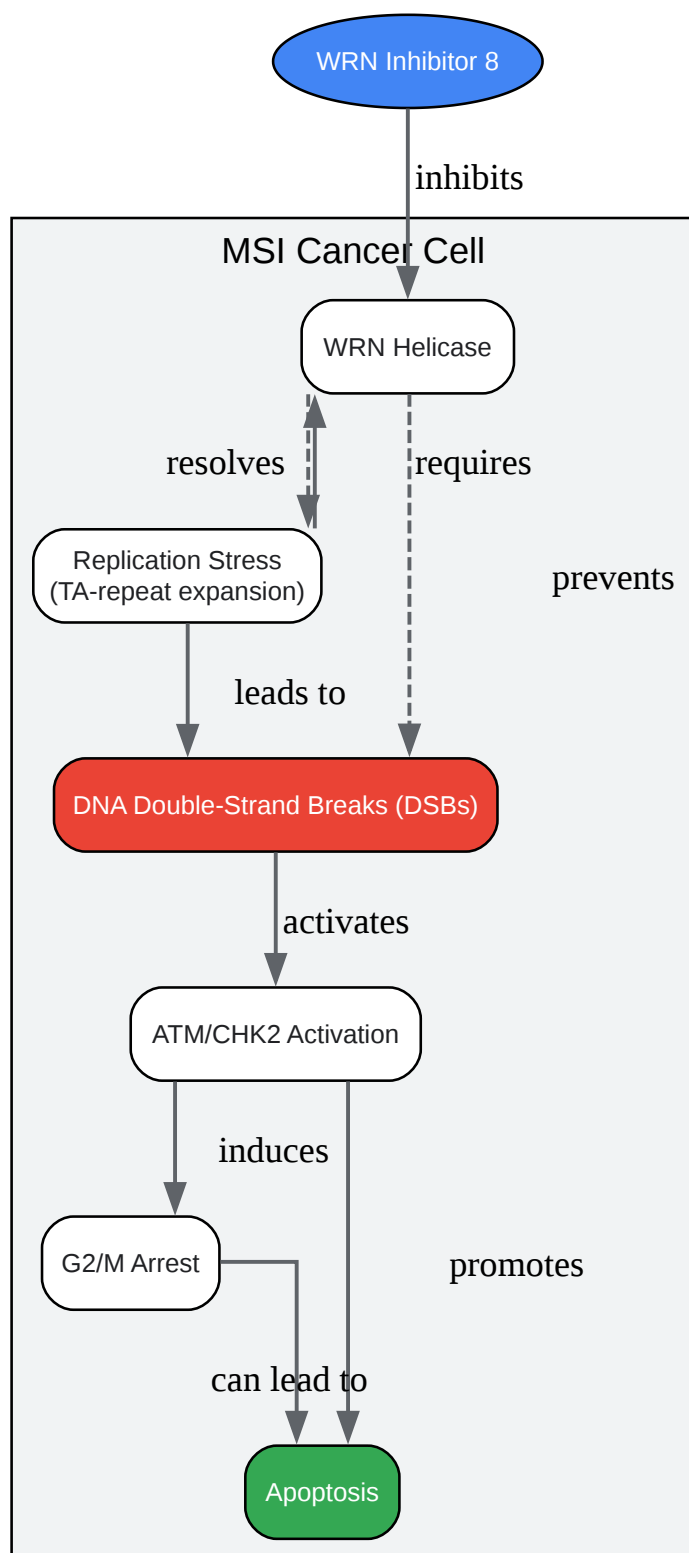 WRN Inhibitor 8
inhibits
MSI Cancer Cell
WRN Helicase
resolves
requires
Replication Stress
(TA-repeat expansion)
prevents
leads to
DNA Double-Strand Breaks (DSBs)
activates
ATM/CHK2 Activation
induces
G2/M Arrest
promotes
can lead to
Apoptosis